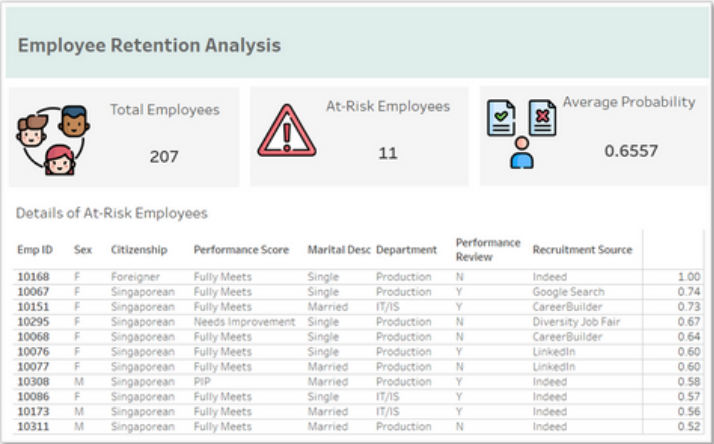 Employee Retention Analysis
Total Employees
207
At-Risk Employees
11
Average Probability
0.6557
Details of At-Risk Employees
Emp ID Sex Citizenship Performance Score Marital Desc Department Performance Review Recruitment Source
10168 F Foreigner Fully Meets Single Production N Indeed 1.00
10067 F Singaporean Fully Meets Single Production Y Google Search 0.74
10151 F Singaporean Fully Meets Married IT/IS Y CareerBuilder 0.73
10295 F Singaporean Needs Improvement Single Production N Diversity Job Fair 0.67
10068 F Singaporean Fully Meets Single Production N CareerBuilder 0.64
10076 F Singaporean Fully Meets Single Production Y LinkedIn 0.60
10077 F Singaporean Fully Meets Married Production N LinkedIn 0.60
10308 M Singaporean PIP Married Production Y Indeed 0.58
10086 F Singaporean Fully Meets Single IT/IS Y Indeed 0.57
10173 M Singaporean Fully Meets Married IT/IS Y Indeed 0.56
10311 M Singaporean Fully Meets Married Production N Indeed 0.52